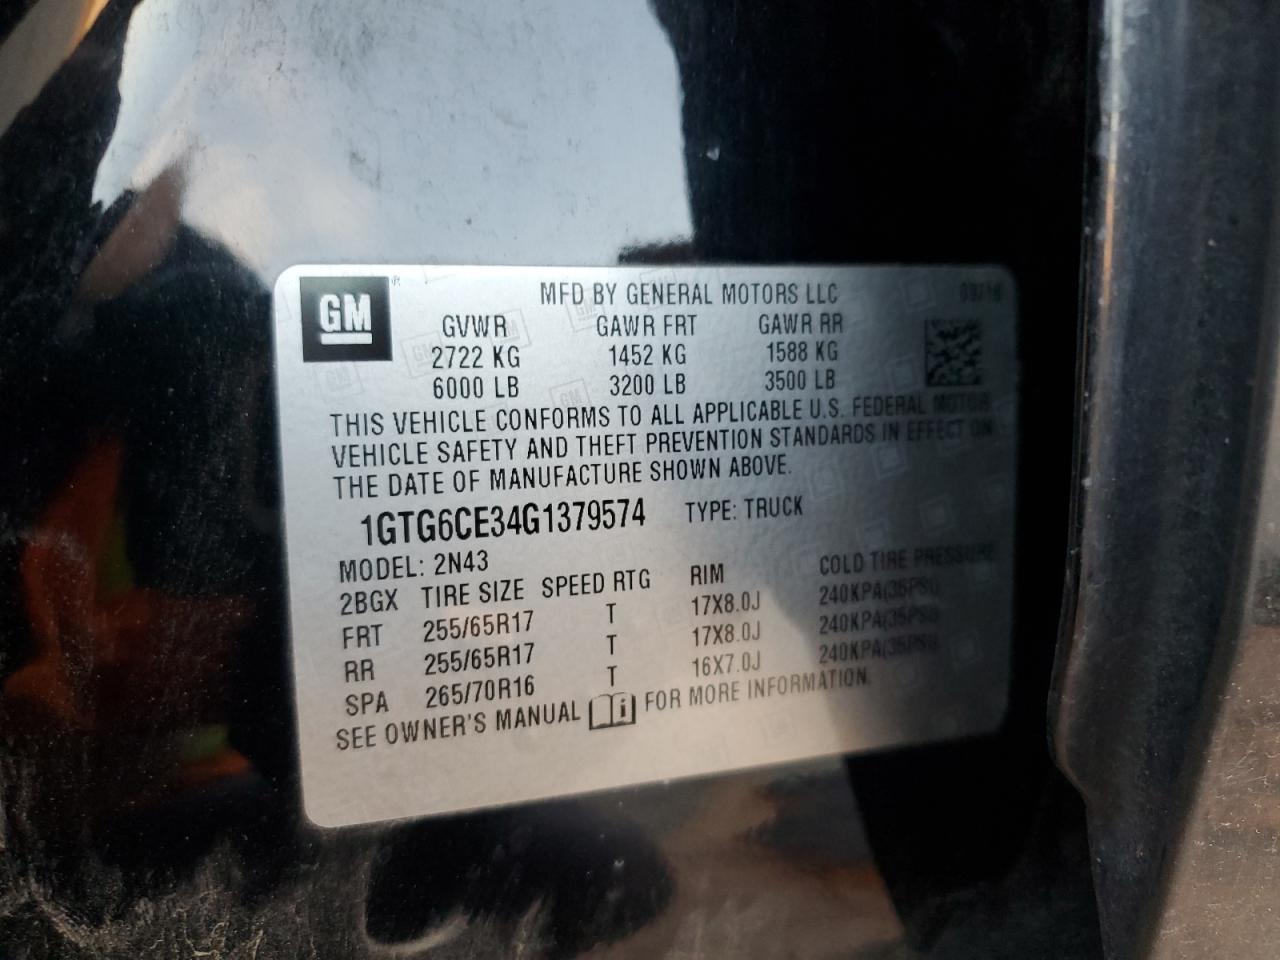 GM
MFD BY GENERAL MOTORS LLC 09/16
GVWR GAWR FRT GAWR RR
2722 KG 1452 KG 1588 KG
6000 LB 3200 LB 3500 LB
THIS VEHICLE CONFORMS TO ALL APPLICABLE U.S. FEDERAL MOTOR
VEHICLE SAFETY AND THEFT PREVENTION STANDARDS IN EFFECT ON
THE DATE OF MANUFACTURE SHOWN ABOVE.
1GTG6CE34G1379574 TYPE: TRUCK
MODEL: 2N43
2BGX TIRE SIZE SPEED RTG RIM COLD TIRE PRESSURE
FRT 255/65R17 T 17X8.0J 240KPA(35PSI)
RR 255/65R17 T 17X8.0J 240KPA(35PSI)
SPA 265/70R16 T 16X7.0J 240KPA(35PSI)
SEE OWNER'S MANUAL FOR MORE INFORMATION.